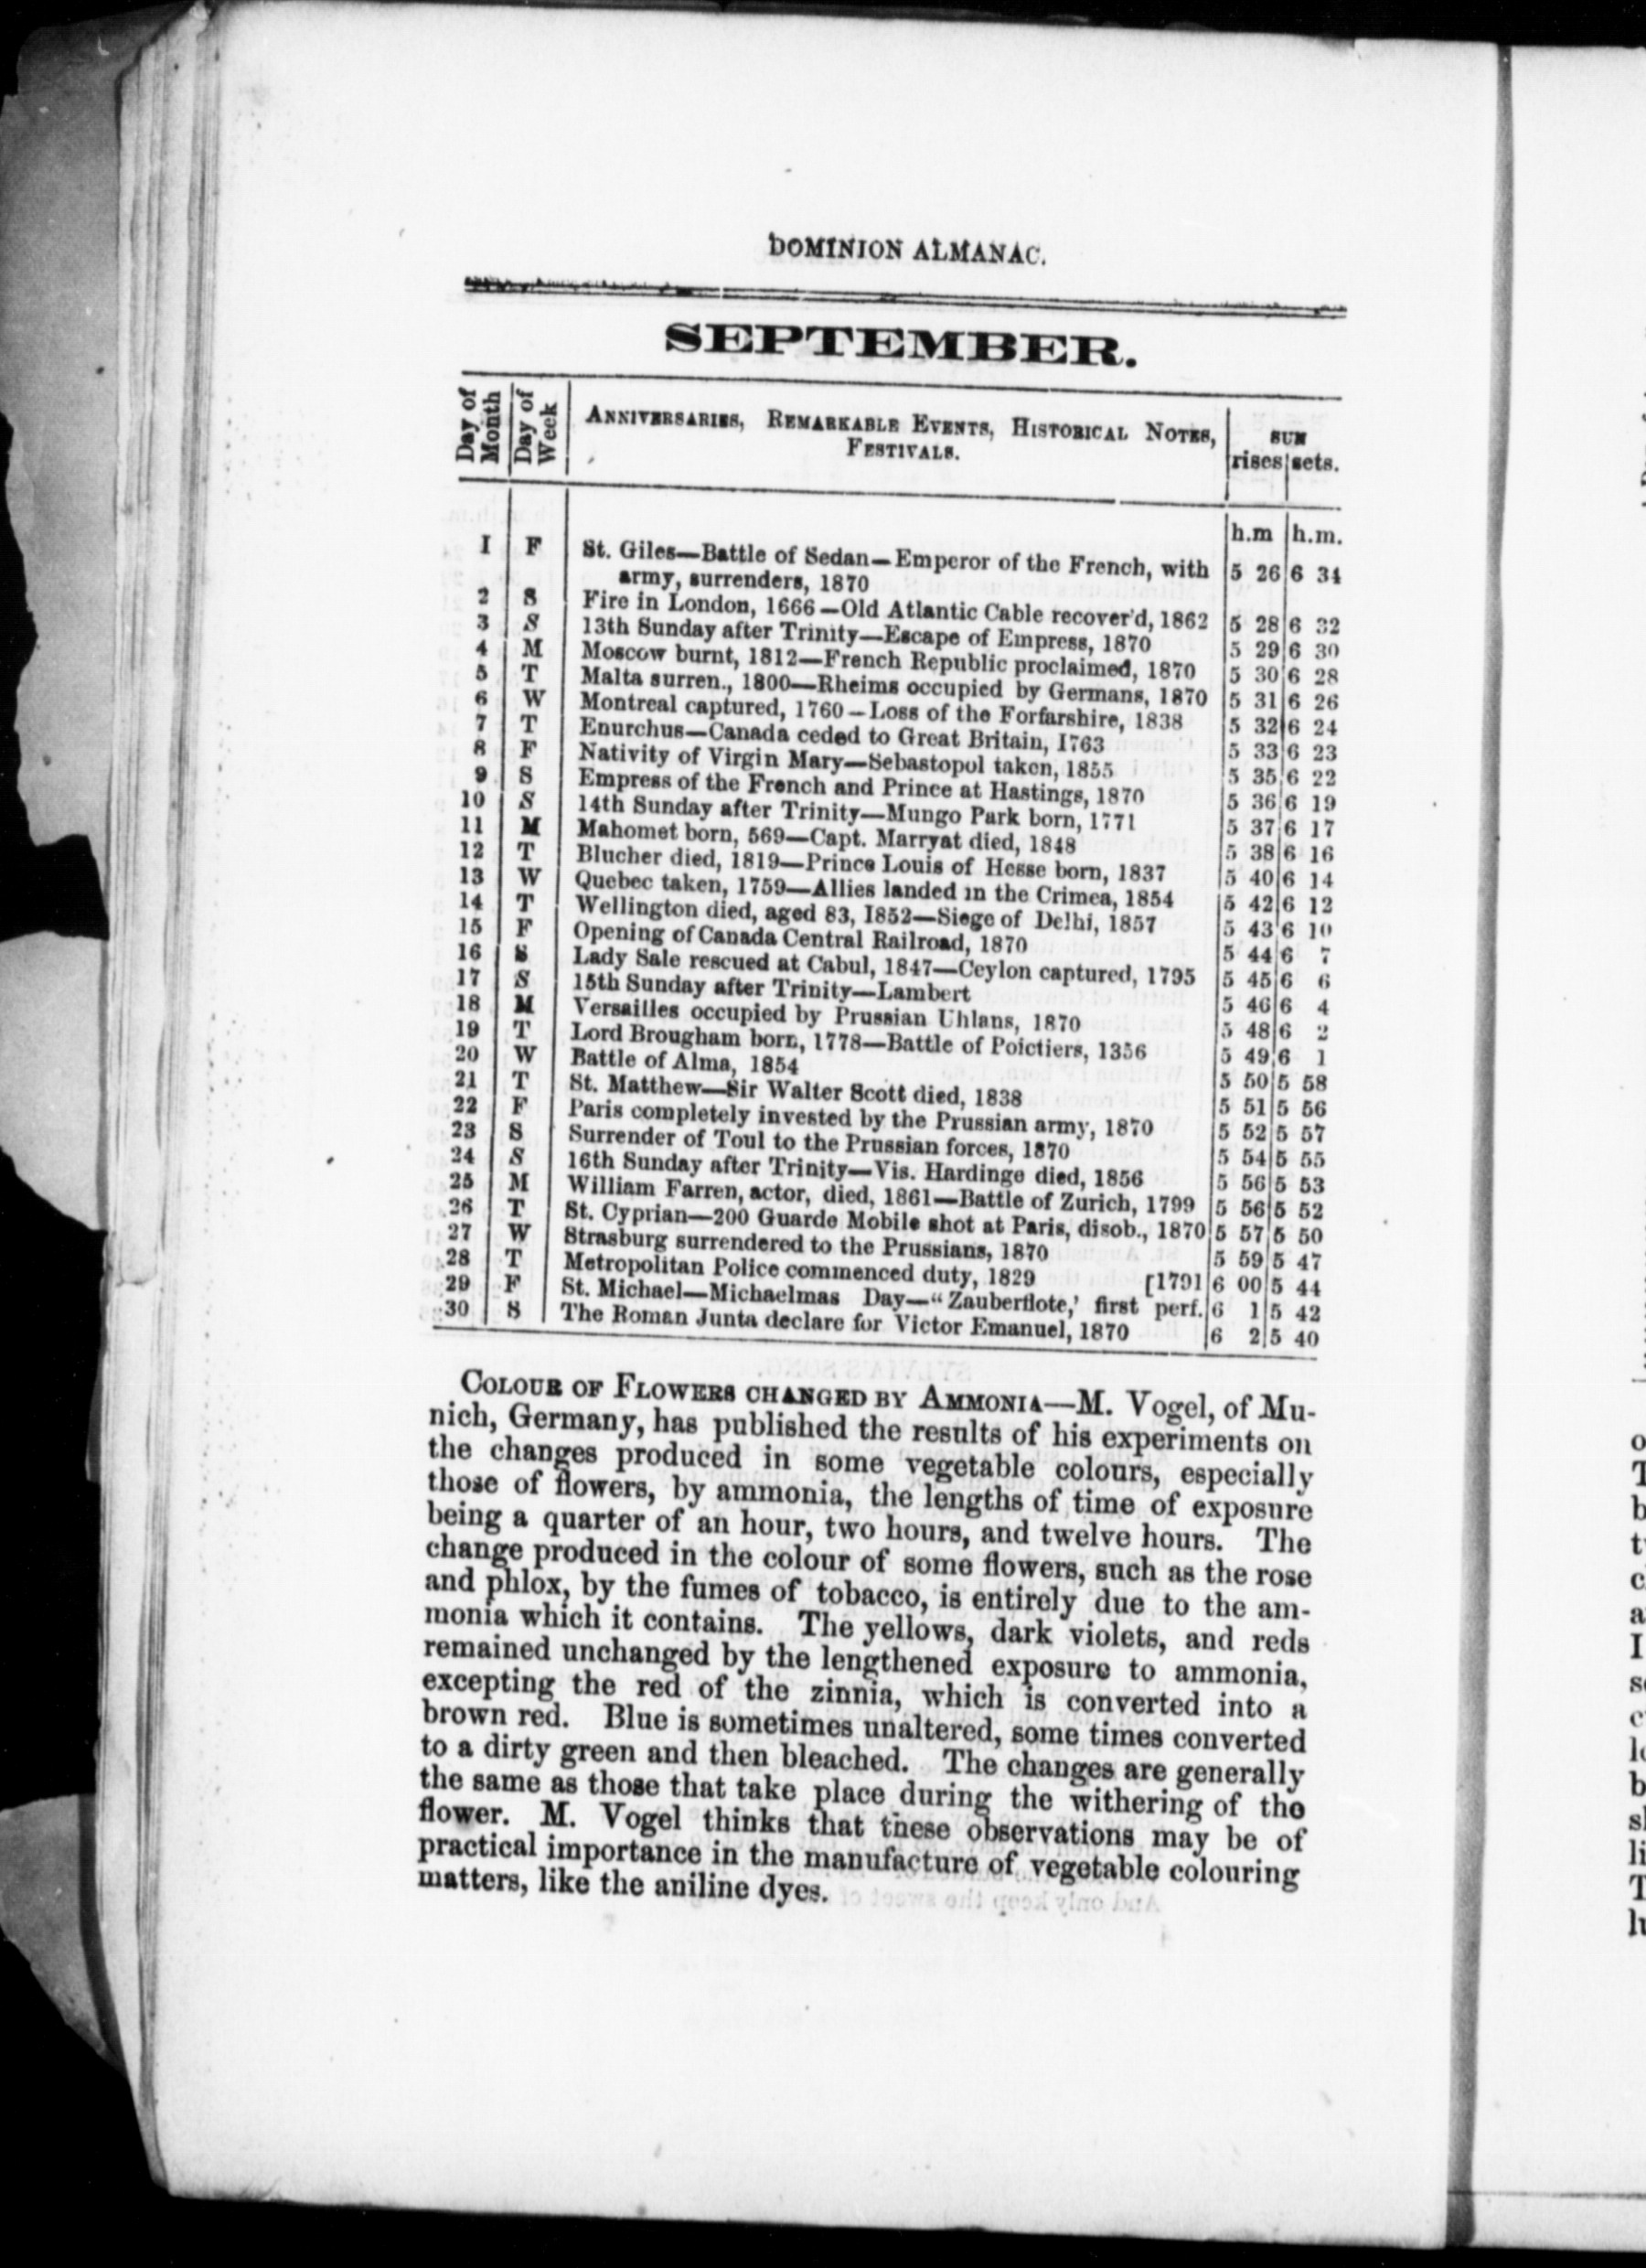 DOMINION ALMANAC.
SEPTEMBER.
Day of Month | Day of Week | ANNIVERSARIES, REMARKABLE EVENTS, HISTORICAL NOTES, FESTIVALS. | SUN rises | sets.
h.m | h.m.
1 F St. Giles—Battle of Sedan—Emperor of the French, with 5 26 6 34
army, surrenders, 1870
2 S Fire in London, 1666—Old Atlantic Cable recover'd, 1862 5 28 6 32
3 S 13th Sunday after Trinity—Escape of Empress, 1870 5 29 6 30
4 M Moscow burnt, 1812—French Republic proclaimed, 1870 5 30 6 28
5 T Malta surren., 1800—Rheims occupied by Germans, 1870 5 31 6 26
6 W Montreal captured, 1760—Loss of the Forfarshire, 1838 5 32 6 24
7 T Enurchus—Canada ceded to Great Britain, 1763 5 33 6 23
8 F Nativity of Virgin Mary—Sebastopol taken, 1855 5 35 6 22
9 S Empress of the French and Prince at Hastings, 1870 5 36 6 19
10 S 14th Sunday after Trinity—Mungo Park born, 1771 5 37 6 17
11 M Mahomet born, 569—Capt. Marryat died, 1848 5 38 6 16
12 T Blucher died, 1819—Prince Louis of Hesse born, 1837 5 40 6 14
13 W Quebec taken, 1759—Allies landed in the Crimea, 1854 5 42 6 12
14 T Wellington died, aged 83, 1852—Siege of Delhi, 1857 5 43 6 10
15 F Opening of Canada Central Railroad, 1870 5 44 6 7
16 S Lady Sale rescued at Cabul, 1847—Ceylon captured, 1795 5 45 6 6
17 S 15th Sunday after Trinity—Lambert 5 46 6 4
18 M Versailles occupied by Prussian Uhlans, 1870 5 48 6 2
19 T Lord Brougham born, 1778—Battle of Poictiers, 1356 5 49 6 1
20 W Battle of Alma, 1854 5 50 5 58
21 T St. Matthew—Sir Walter Scott died, 1838 5 51 5 56
22 F Paris completely invested by the Prussian army, 1870 5 52 5 57
23 S Surrender of Toul to the Prussian forces, 1870 5 54 5 55
24 S 16th Sunday after Trinity—Vis. Hardinge died, 1856 5 56 5 53
25 M William Farren, actor, died, 1861—Battle of Zurich, 1799 5 56 5 52
26 T St. Cyprian—200 Guarde Mobile shot at Paris, disob., 1870 5 57 5 50
27 W Strasburg surrendered to the Prussians, 1870 5 59 5 47
28 T Metropolitan Police commenced duty, 1829 [1791 6 00 5 44
29 F St. Michael—Michaelmas Day—"Zauberflote,' first perf. 6 1 5 42
30 S The Roman Junta declare for Victor Emanuel, 1870 6 2 5 40
COLOUR OF FLOWERS CHANGED BY AMMONIA—M. Vogel, of Mu-
nich, Germany, has published the results of his experiments on
the changes produced in some vegetable colours, especially
those of flowers, by ammonia, the lengths of time of exposure
being a quarter of an hour, two hours, and twelve hours. The
change produced in the colour of some flowers, such as the rose
and phlox, by the fumes of tobacco, is entirely due to the am-
monia which it contains. The yellows, dark violets, and reds
remained unchanged by the lengthened exposure to ammonia,
excepting the red of the zinnia, which is converted into a
brown red. Blue is sometimes unaltered, some times converted
to a dirty green and then bleached. The changes are generally
the same as those that take place during the withering of the
flower. M. Vogel thinks that these observations may be of
practical importance in the manufacture of vegetable colouring
matters, like the aniline dyes.